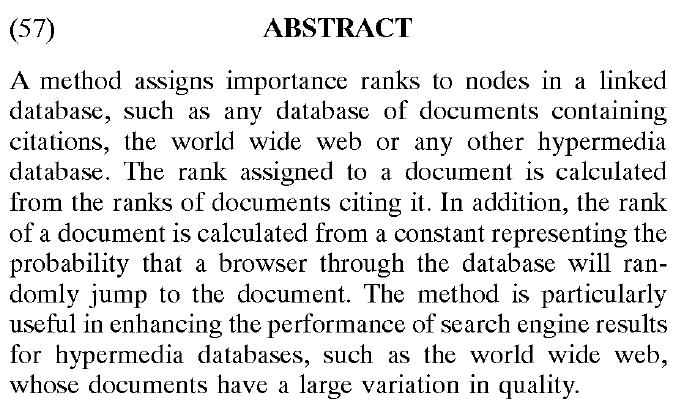 (57) ABSTRACT
A method assigns importance ranks to nodes in a linked
database, such as any database of documents containing
citations, the world wide web or any other hypermedia
database. The rank assigned to a document is calculated
from the ranks of documents citing it. In addition, the rank
of a document is calculated from a constant representing the
probability that a browser through the database will ran-
domly jump to the document. The method is particularly
useful in enhancing the performance of search engine results
for hypermedia databases, such as the world wide web,
whose documents have a large variation in quality.